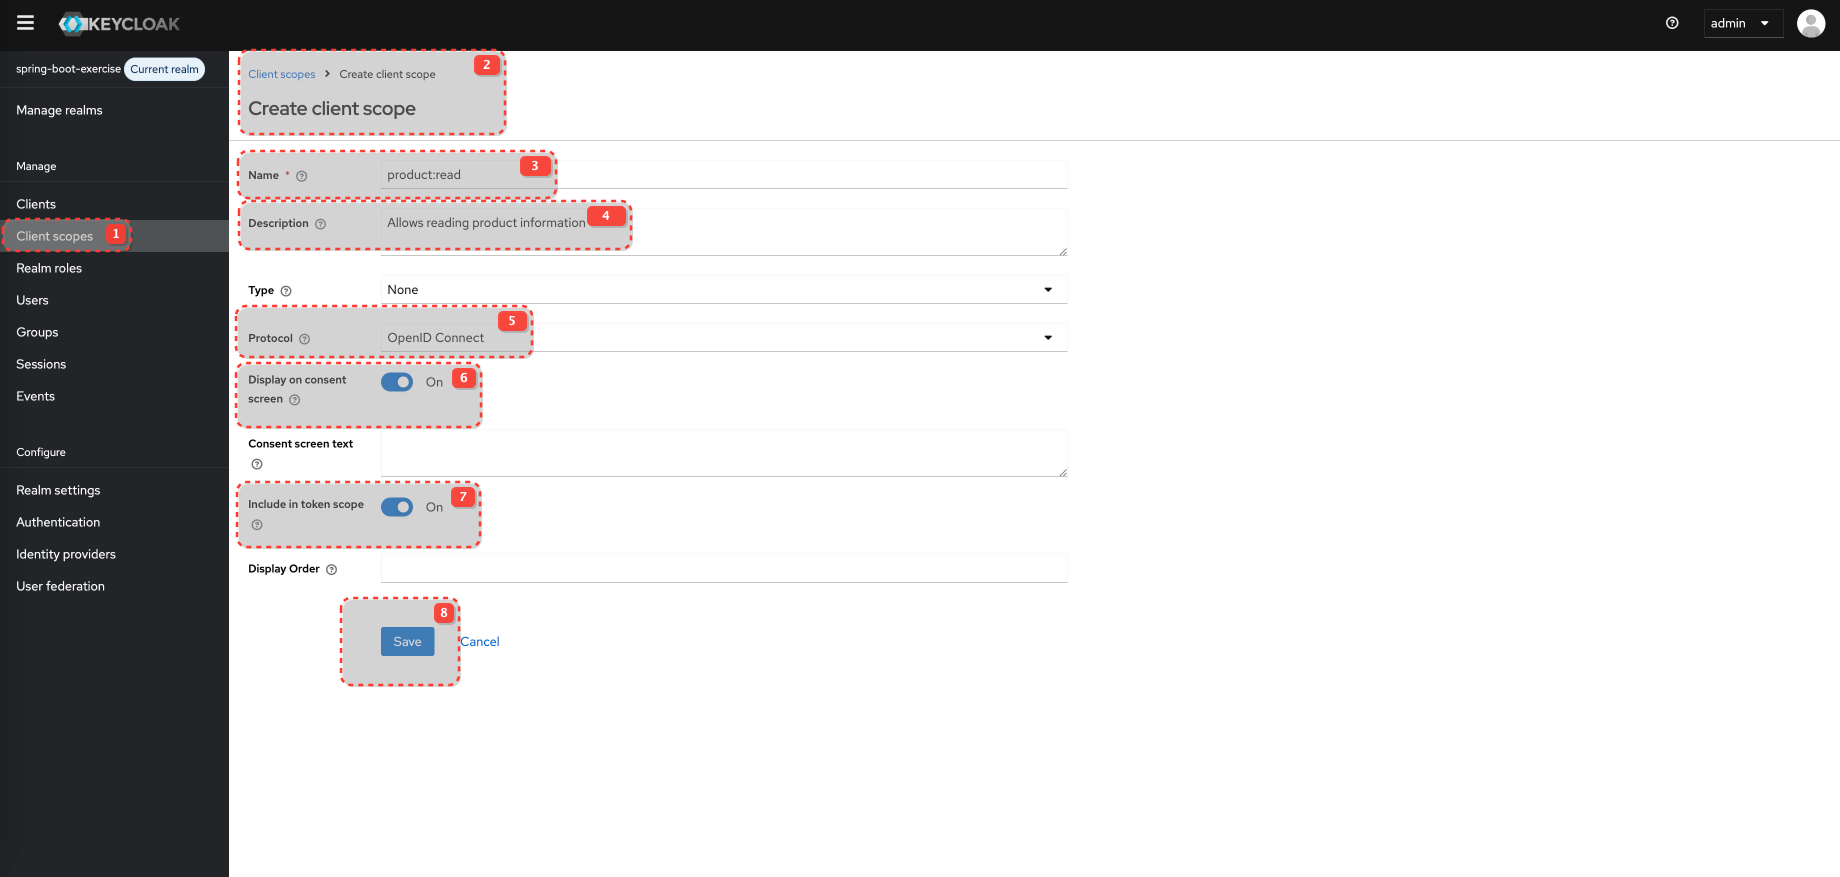 KEYCLOAK
admin
spring-boot-exercise Current realm
Manage realms
Manage
Clients
Client scopes 1
Realm roles
Users
Groups
Sessions
Events
Configure
Realm settings
Authentication
Identity providers
User federation
Client scopes > Create client scope 2
Create client scope
Name * product:read 3
Description Allows reading product information 4
Type None
Protocol OpenID Connect 5
Display on consent
screen On 6
Consent screen text
Include in token scope On 7
Display Order
8
Save Cancel